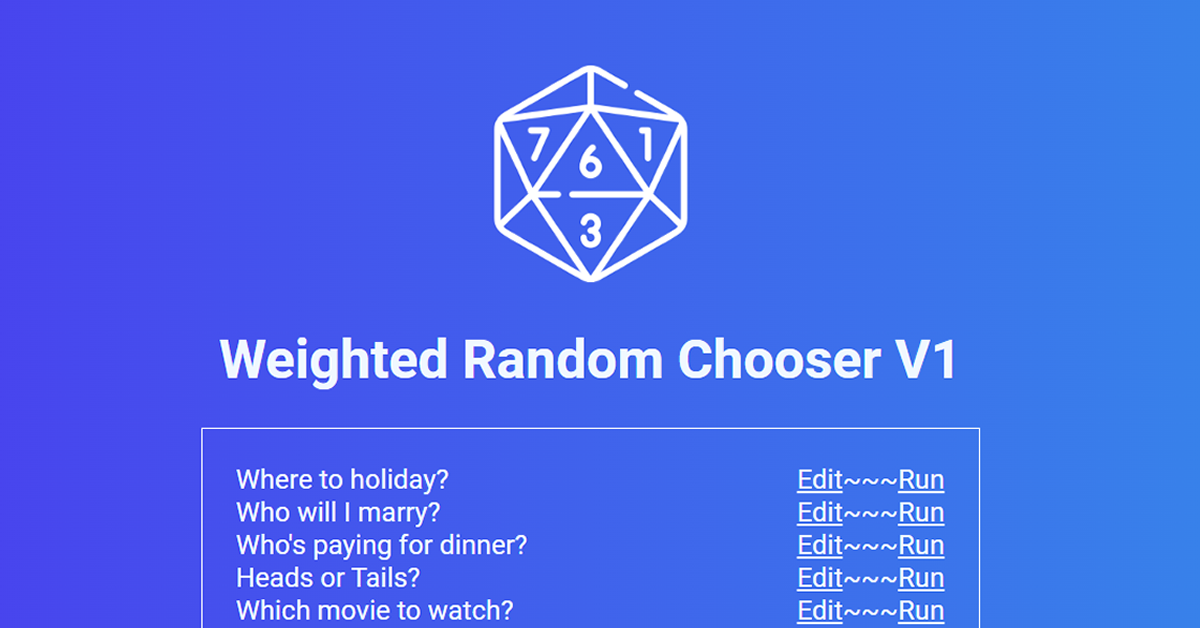 7 6 1
3
Weighted Random Chooser V1
Where to holiday? Edit~~~Run
Who will I marry? Edit~~~Run
Who's paying for dinner? Edit~~~Run
Heads or Tails? Edit~~~Run
Which movie to watch? Edit~~~Run